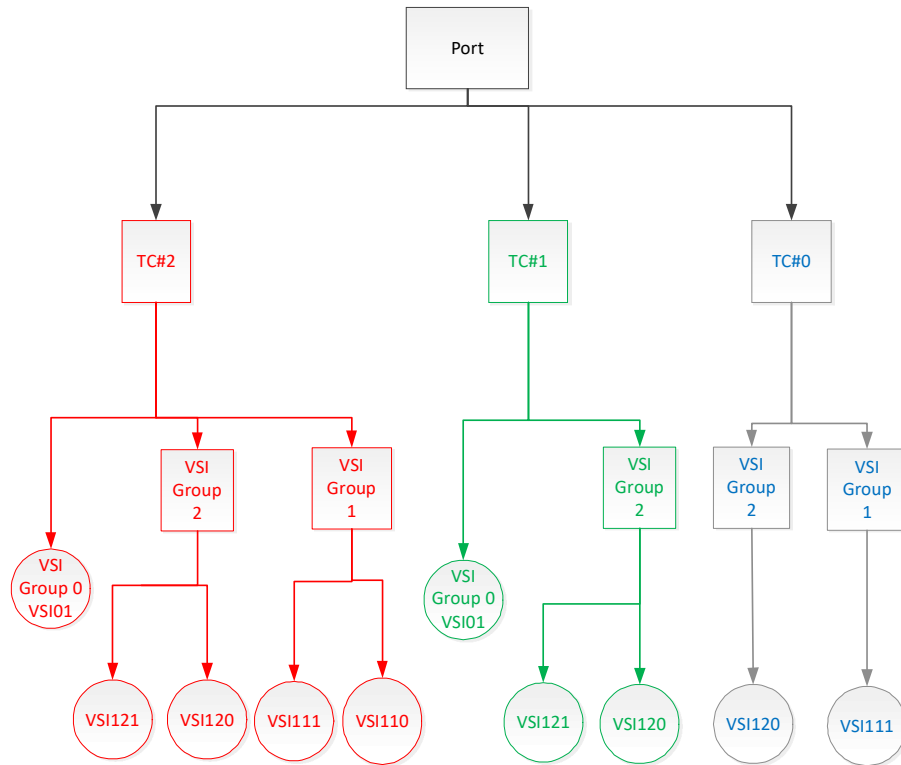 Port
TC#2
TC#1
TC#0
VSI
Group
2
VSI
Group
1
VSI
Group
2
VSI
Group
2
VSI
Group
1
VSI
Group 0
VSI01
VSI
Group 0
VSI01
VSI121
VSI120
VSI111
VSI110
VSI121
VSI120
VSI120
VSI111